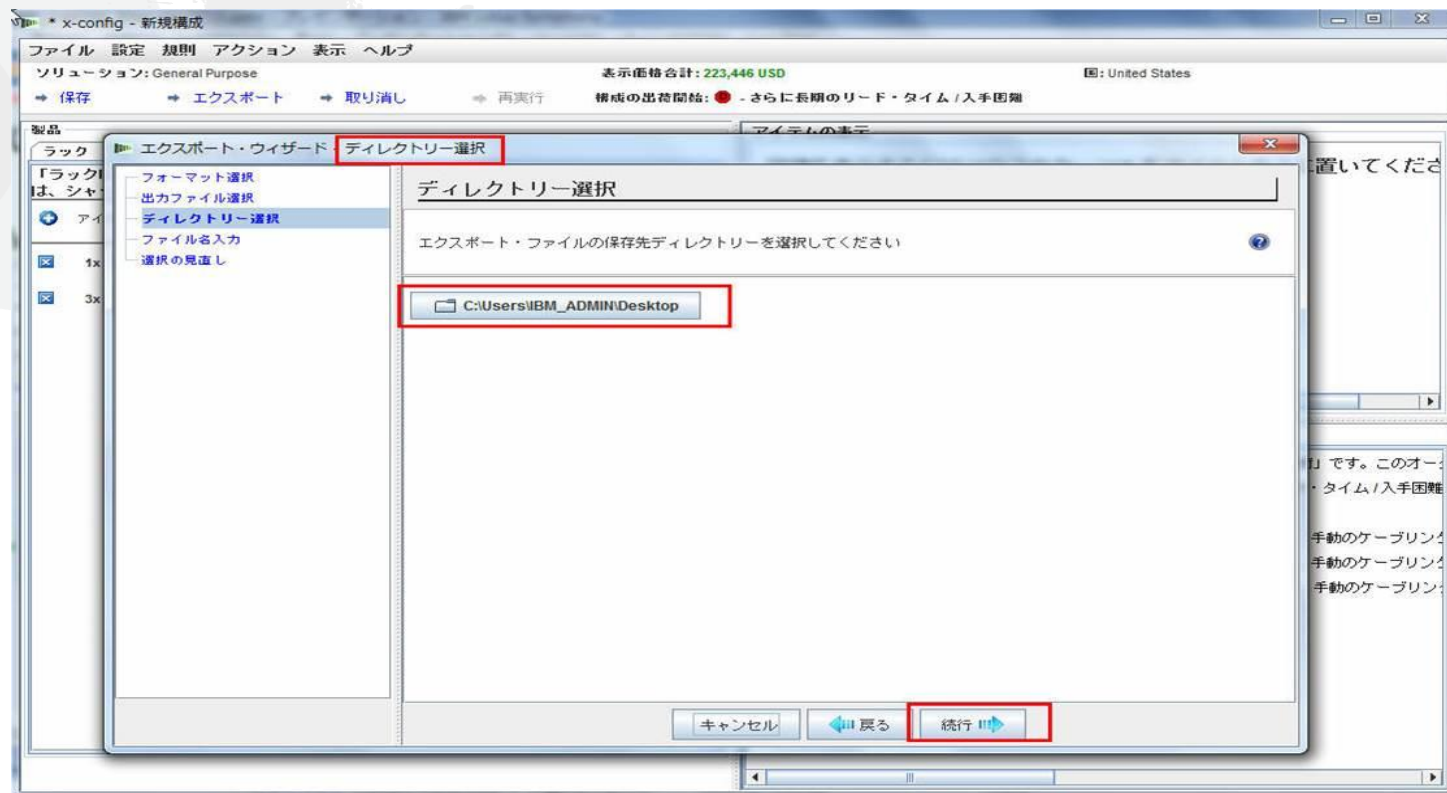 * x-config - 新規構成
ファイル 設定 規則 アクション 表示 ヘルプ
ソリューション: General Purpose 表示価格合計: 223,446 USD 国: United States
保存 エクスポート 取り消し 再実行 構成の出荷開始: - さらに長期のリード・タイム/入手困難
製品 アイテムの表示
ラック
エクスポート・ウィザード - ディレクトリー選択
「ラック
は、シャ
置いてくださ
アイ
1x
3x
フォーマット選択
出力ファイル選択
ディレクトリー選択
ファイル名入力
選択の見直し
ディレクトリー選択
エクスポート・ファイルの保存先ディレクトリーを選択してください
C:\Users\IBM_ADMIN\Desktop
」です。このオー
・タイム/入手困難
手動のケーブリング
手動のケーブリング
手動のケーブリン
キャンセル 戻る 続行